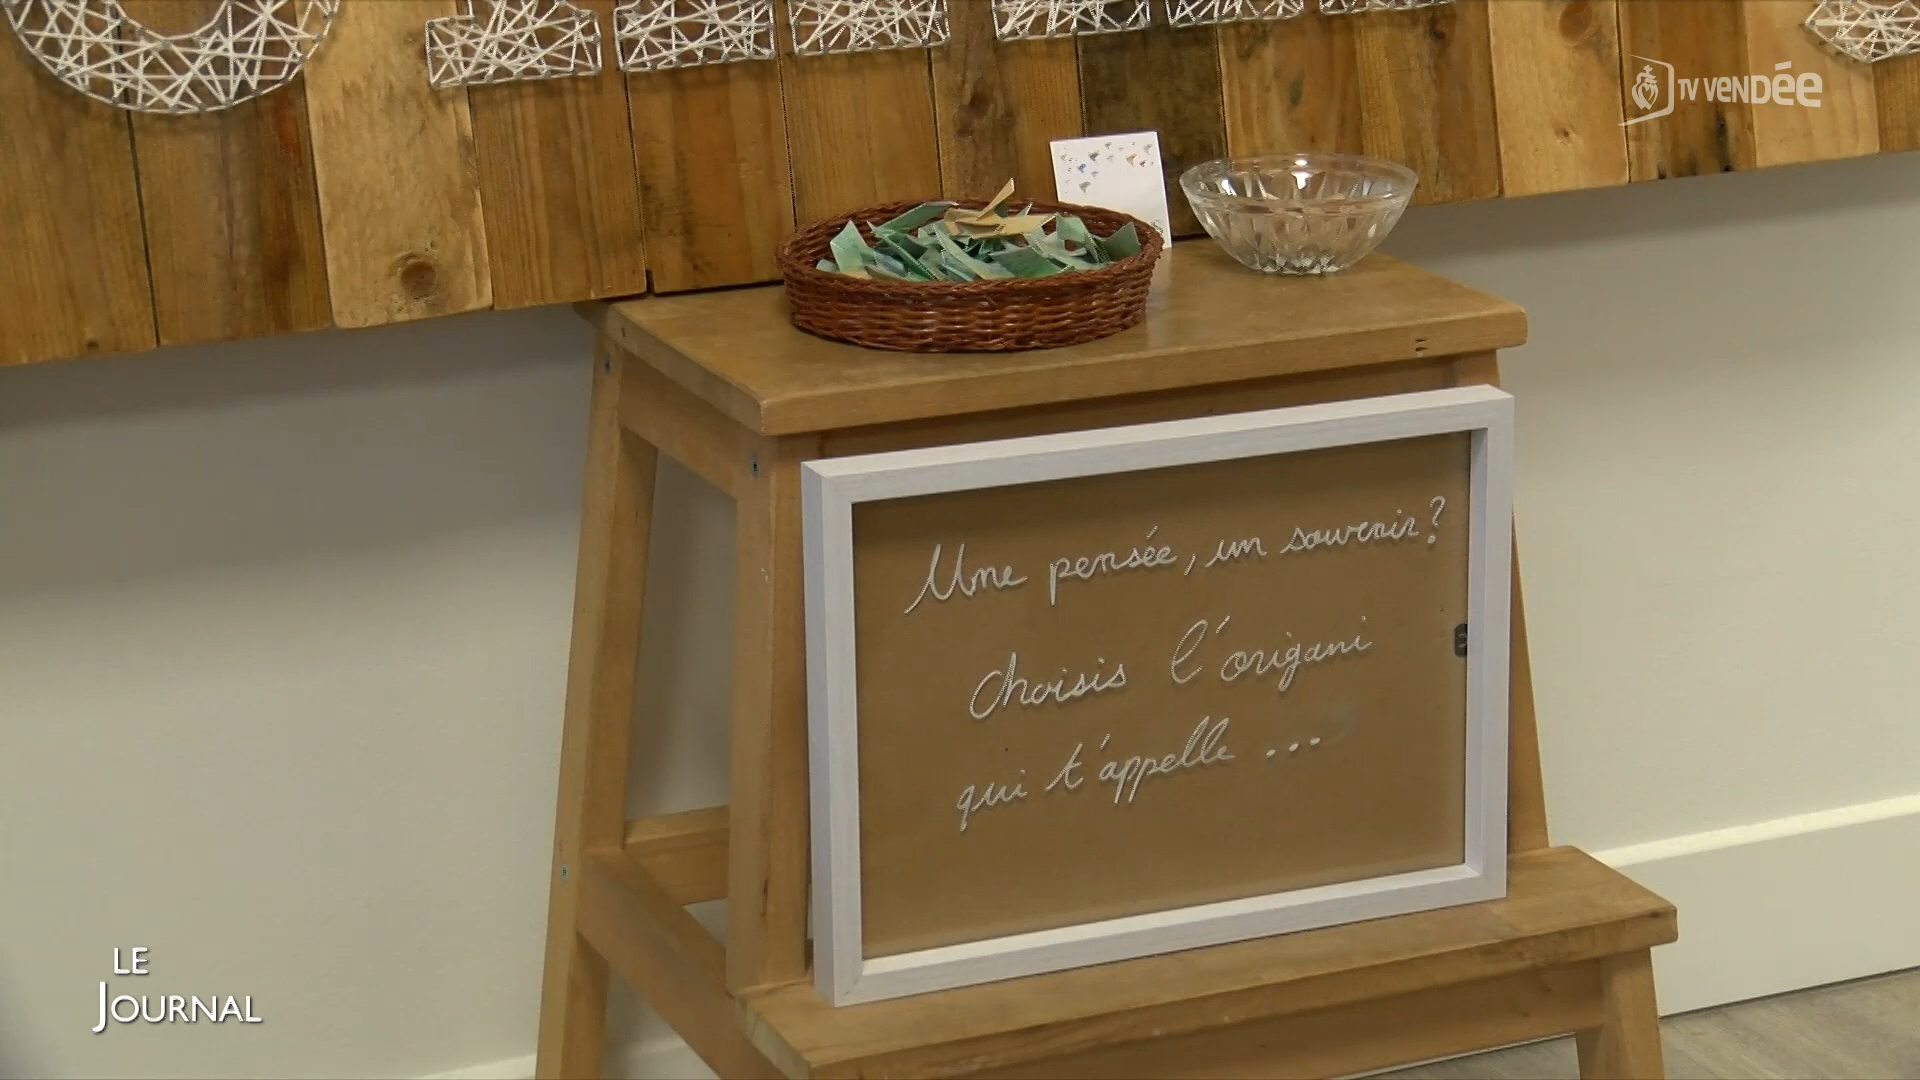 TV VENDÉE
Une pensée, un souvenir?
choisis l'origami
qui t'appelle ...
LE
JOURNAL